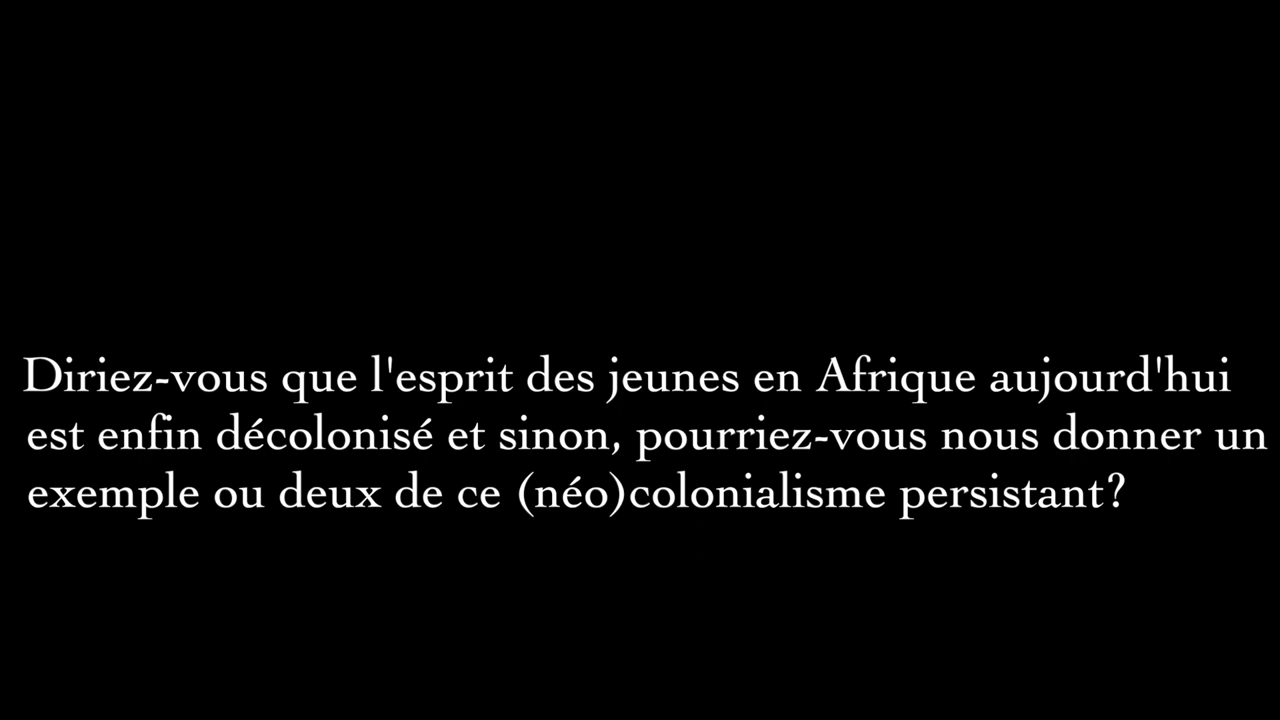 Diriez-vous que l'esprit des jeunes en Afrique aujourd'hui
est enfin décolonisé et sinon, pourriez-vous nous donner un
exemple ou deux de ce (néo)colonialisme persistant?